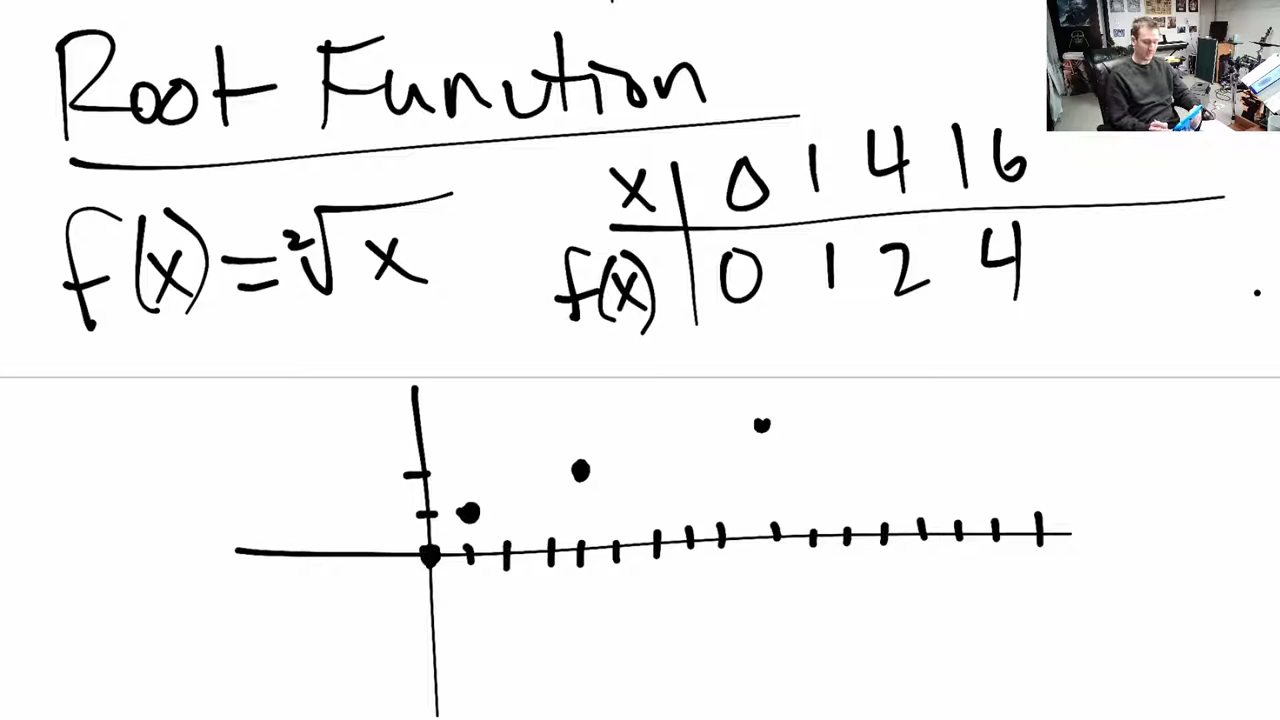 Root Function
f(x) = ²√x
x | 0 1 4 16
f(x) | 0 1 2 4